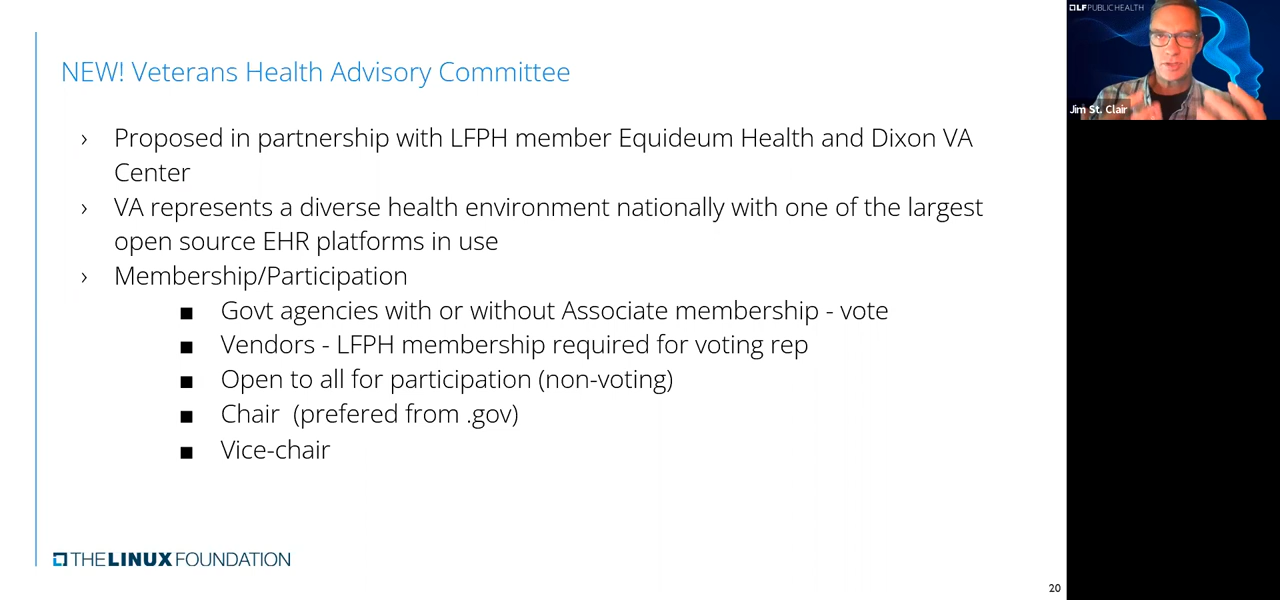 NEW! Veterans Health Advisory Committee
› Proposed in partnership with LFPH member Equideum Health and Dixon VA
Center
› VA represents a diverse health environment nationally with one of the largest
open source EHR platforms in use
› Membership/Participation
■ Govt agencies with or without Associate membership - vote
■ Vendors - LFPH membership required for voting rep
■ Open to all for participation (non-voting)
■ Chair (prefered from .gov)
■ Vice-chair
THE LINUX FOUNDATION
20
LF PUBLIC HEALTH
Jim St. Clair